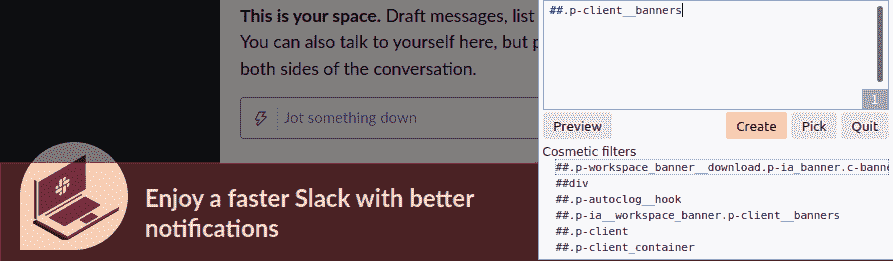 This is your space. Draft messages, list
You can also talk to yourself here, but p
both sides of the conversation.
Jot something down
Enjoy a faster Slack with better
notifications
##.p-client__banners
Preview
Create
Pick
Quit
Cosmetic filters
##.p-workspace_banner__download.p-ia_banner.c-banne
##div
##.p-autoclog__hook
##.p-ia__workspace_banner.p-client__banners
##.p-client
##.p-client_container